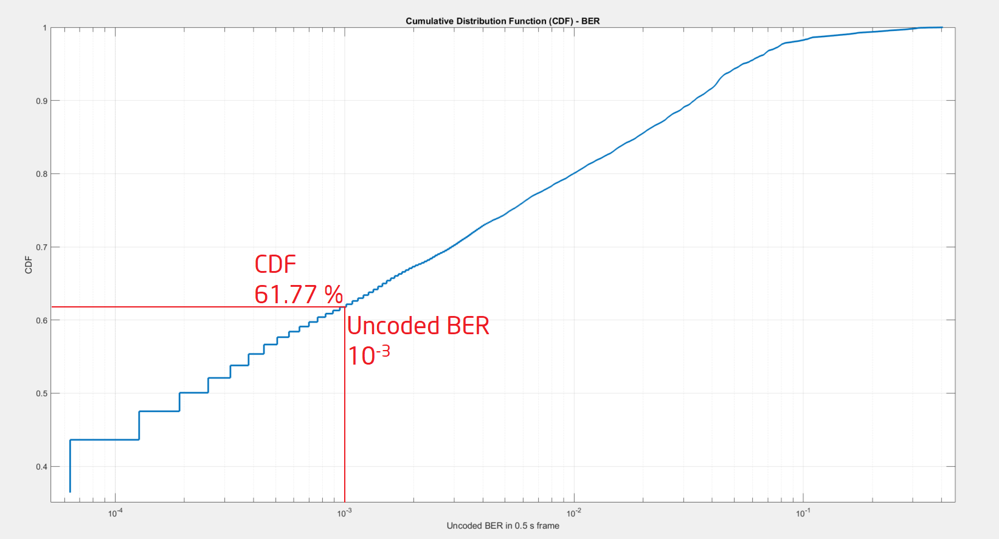 Cumulative Distribution Function (CDF) - BER
1
0.9
0.8
0.7
0.6
0.5
0.4
CDF
CDF
61.77 %
Uncoded BER
10⁻³
10⁻⁴
10⁻³
10⁻²
10⁻¹
Uncoded BER in 0.5 s frame